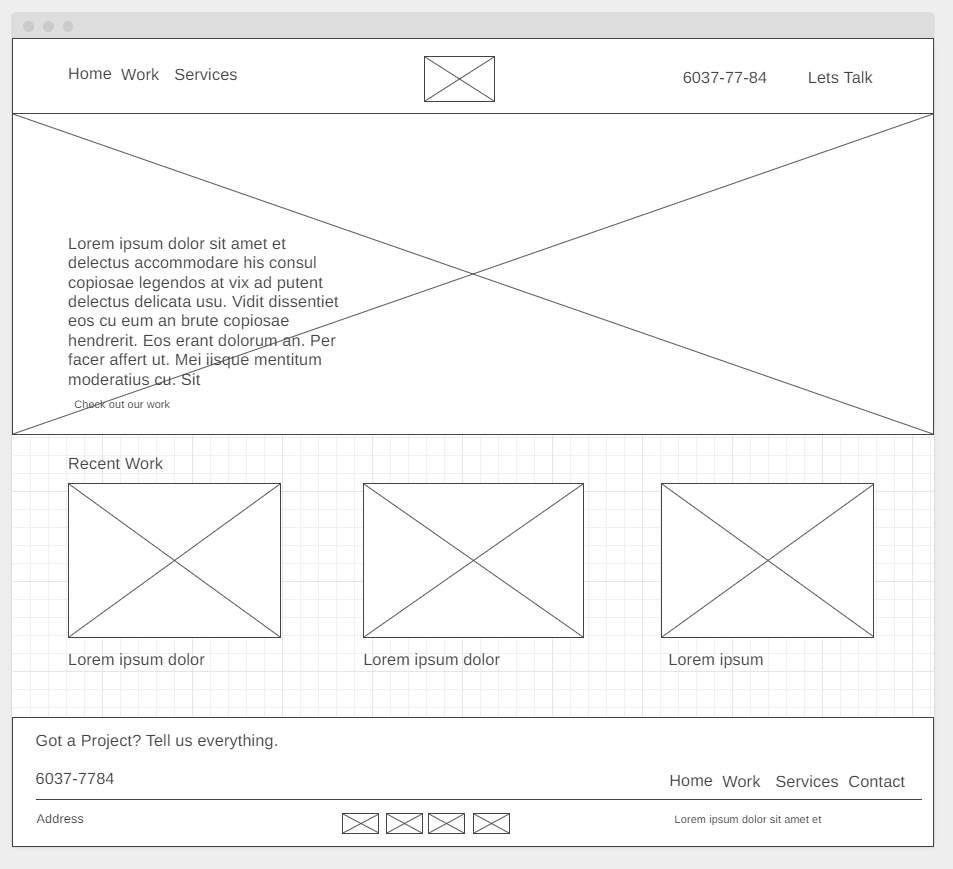 Home Work Services 6037-77-84 Lets Talk
Lorem ipsum dolor sit amet et
delectus accommodare his consul
copiosae legendos at vix ad putent
delectus delicata usu. Vidit dissentiet
eos cu eum an brute copiosae
hendrerit. Eos erant dolorum an. Per
facer affert ut. Mei iisque mentitum
moderatius cu. Sit
Check out our work
Recent Work
Lorem ipsum dolor Lorem ipsum dolor Lorem ipsum
Got a Project? Tell us everything.
6037-7784 Home Work Services Contact
Address Lorem ipsum dolor sit amet et